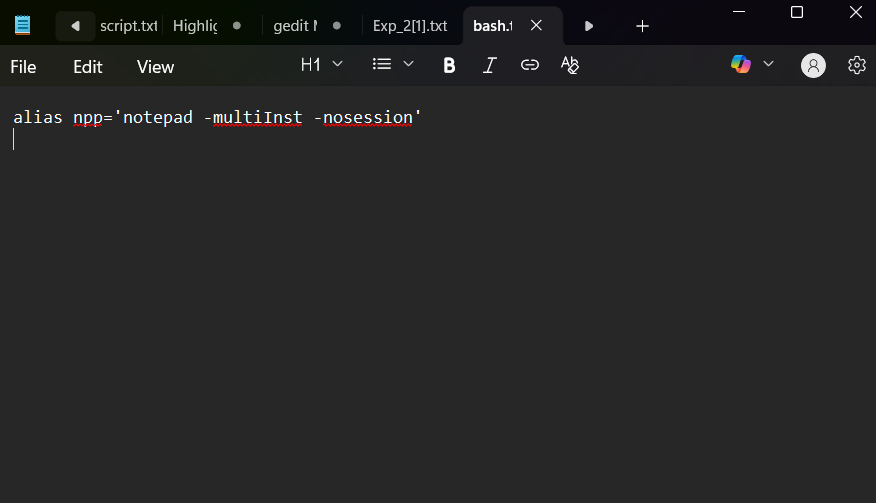 script.txt Highlig gedit Exp_2[1].txt bash.t
File Edit View H1 B I A
alias npp='notepad -multiInst -nosession'